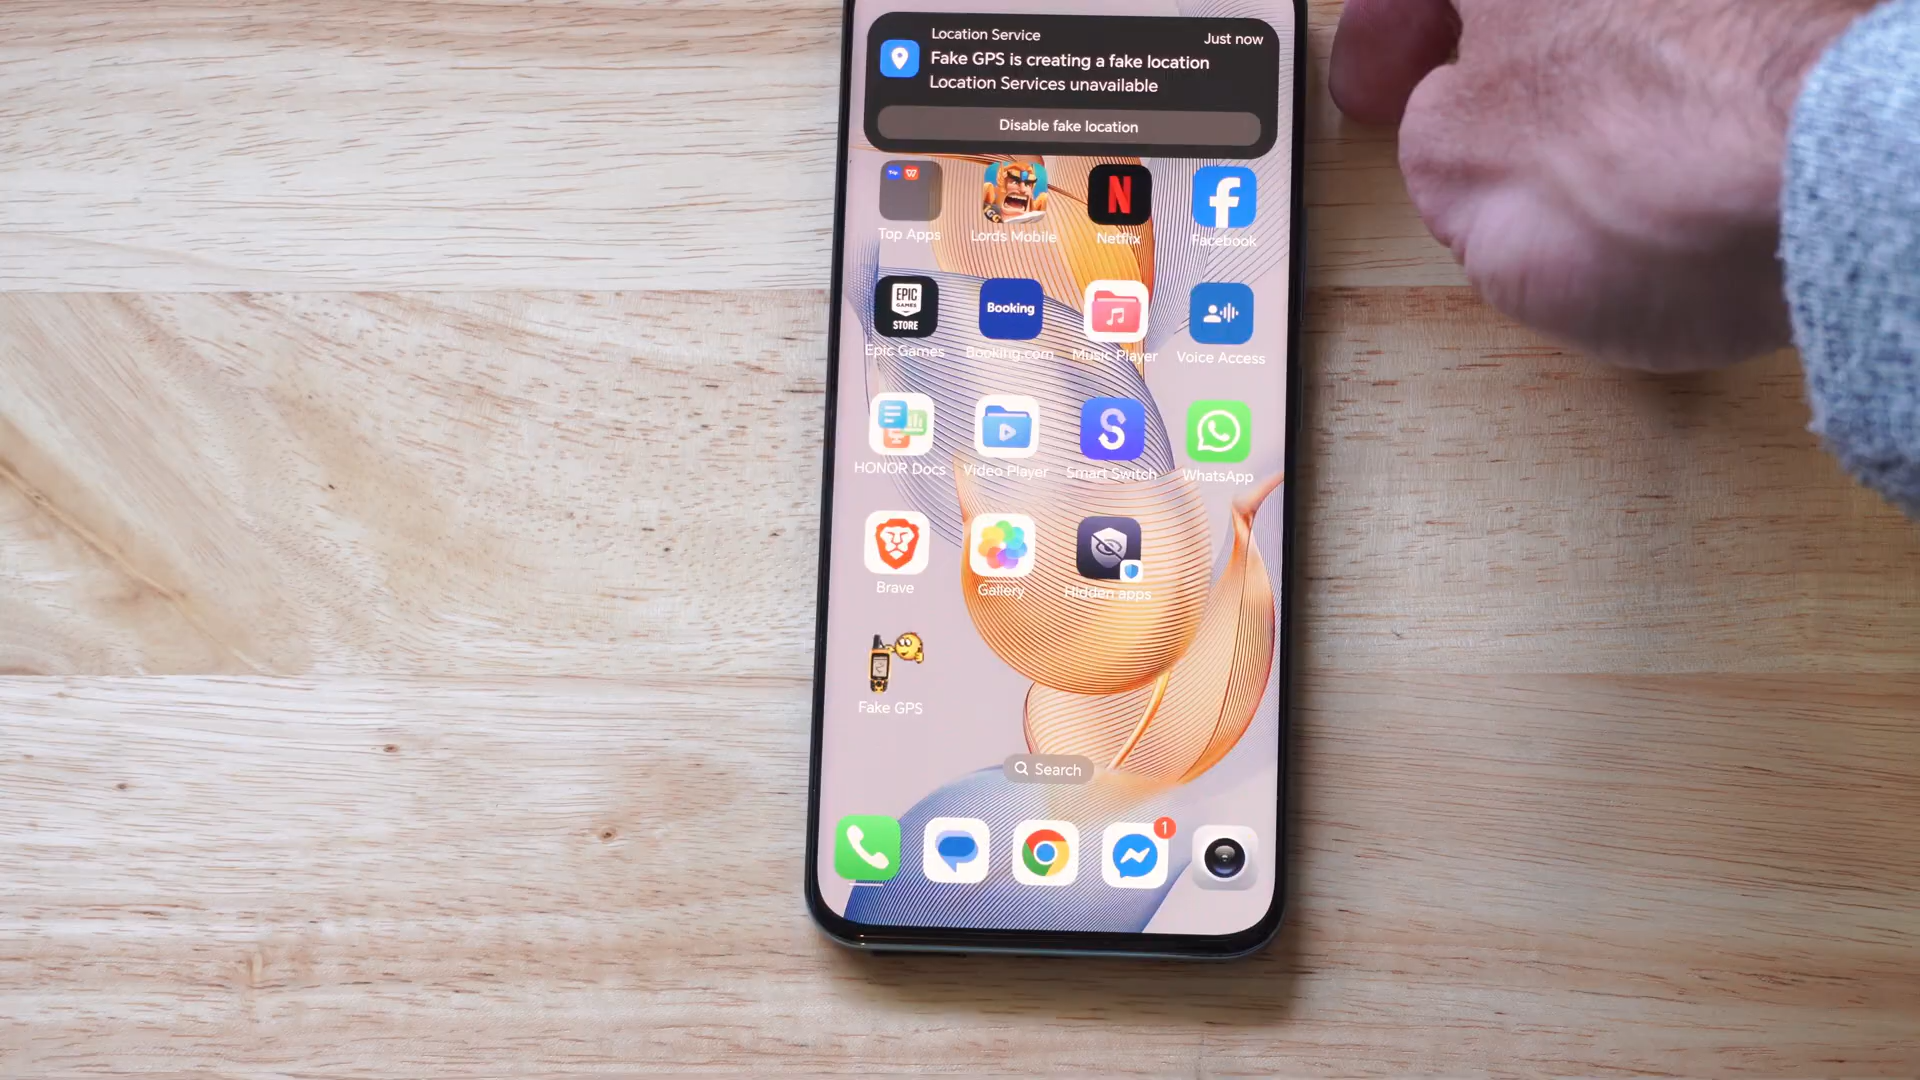 Location Service
Just now
Fake GPS is creating a fake location
Location Services unavailable
Disable fake location
Trip W
Top Apps
Lords Mobile
N
Netflix
f
Facebook
EPIC
GAMES
STORE
Epic Games
Booking
Booking.com
Music Player
Voice Access
HONOR Docs
Video Player
S
Smart Switch
WhatsApp
Brave
Gallery
Hidden apps
Fake GPS
Search
1